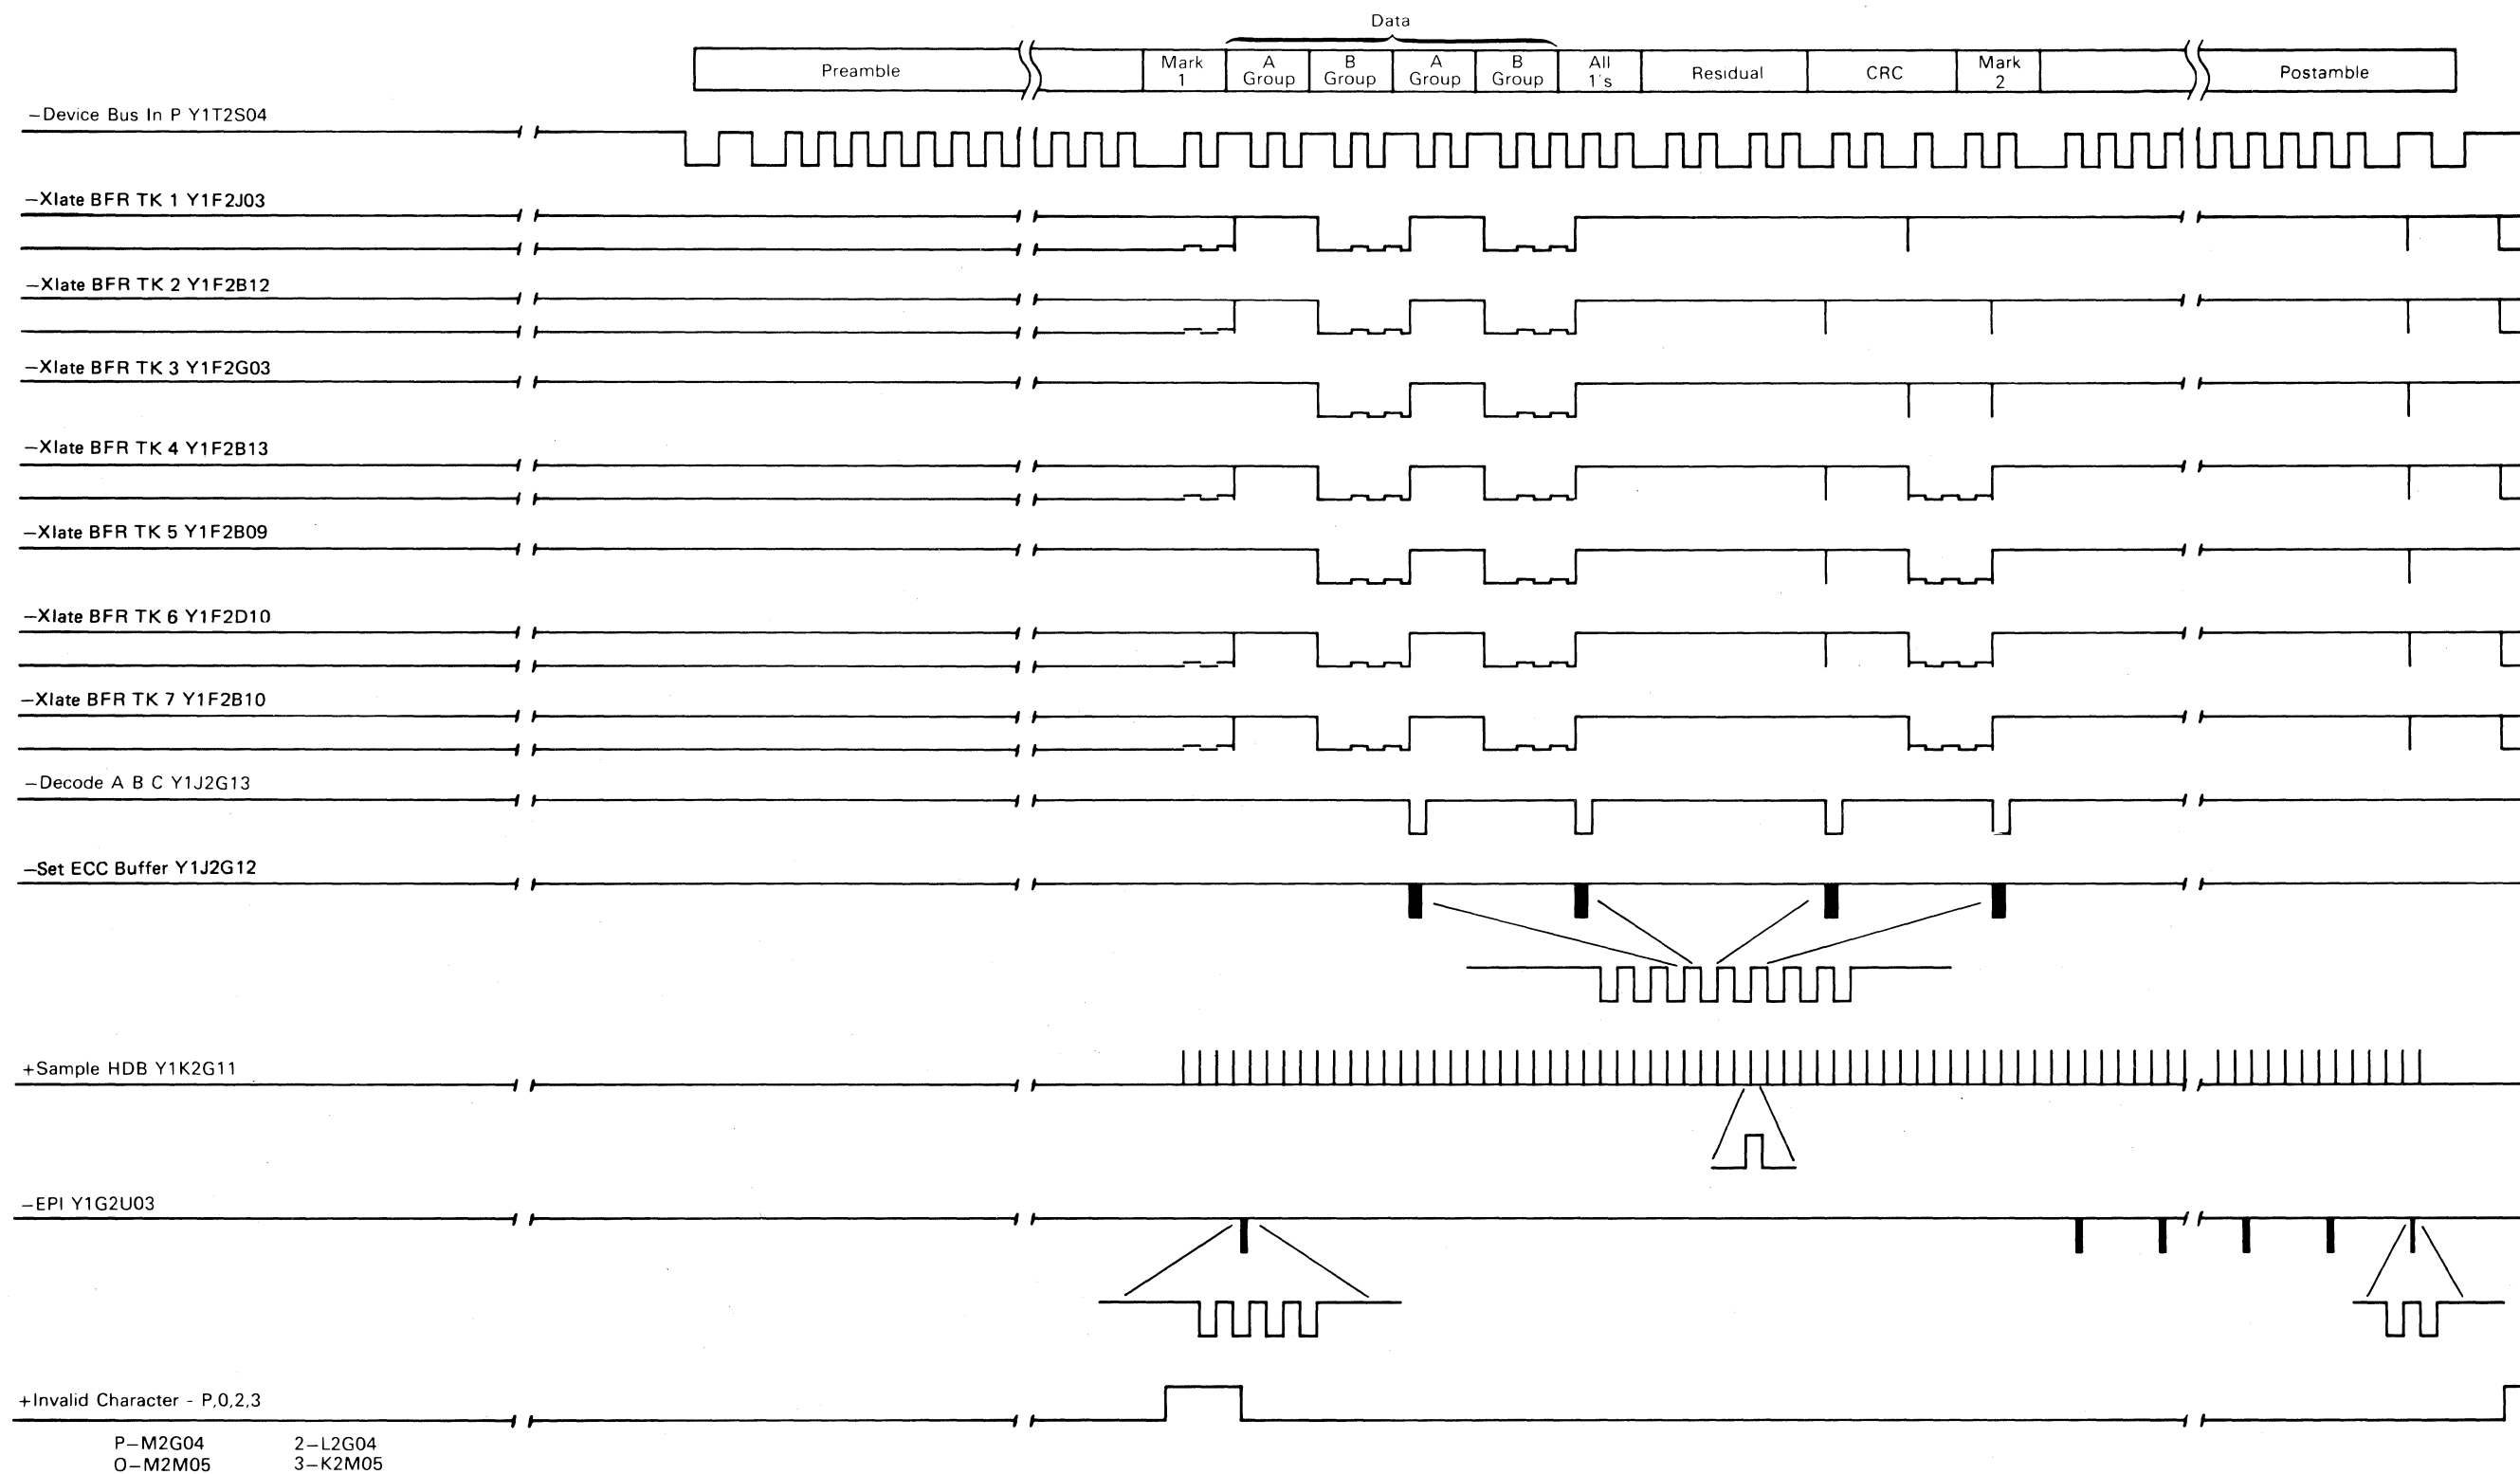 Data
Preamble
Mark
1
A
Group
B
Group
A
Group
B
Group
All
1's
Residual
CRC
Mark
2
Postamble
—Device Bus In P Y1T2S04
—Xlate BFR TK 1 Y1F2J03
—Xlate BFR TK 2 Y1F2B12
—Xlate BFR TK 3 Y1F2G03
—Xlate BFR TK 4 Y1F2B13
—Xlate BFR TK 5 Y1F2B09
—Xlate BFR TK 6 Y1F2D10
—Xlate BFR TK 7 Y1F2B10
—Decode A B C Y1J2G13
—Set ECC Buffer Y1J2G12
+Sample HDB Y1K2G11
—EPI Y1G2U03
+Invalid Character - P,0,2,3
P—M2G04 2—L2G04
O—M2M05 3—K2M05